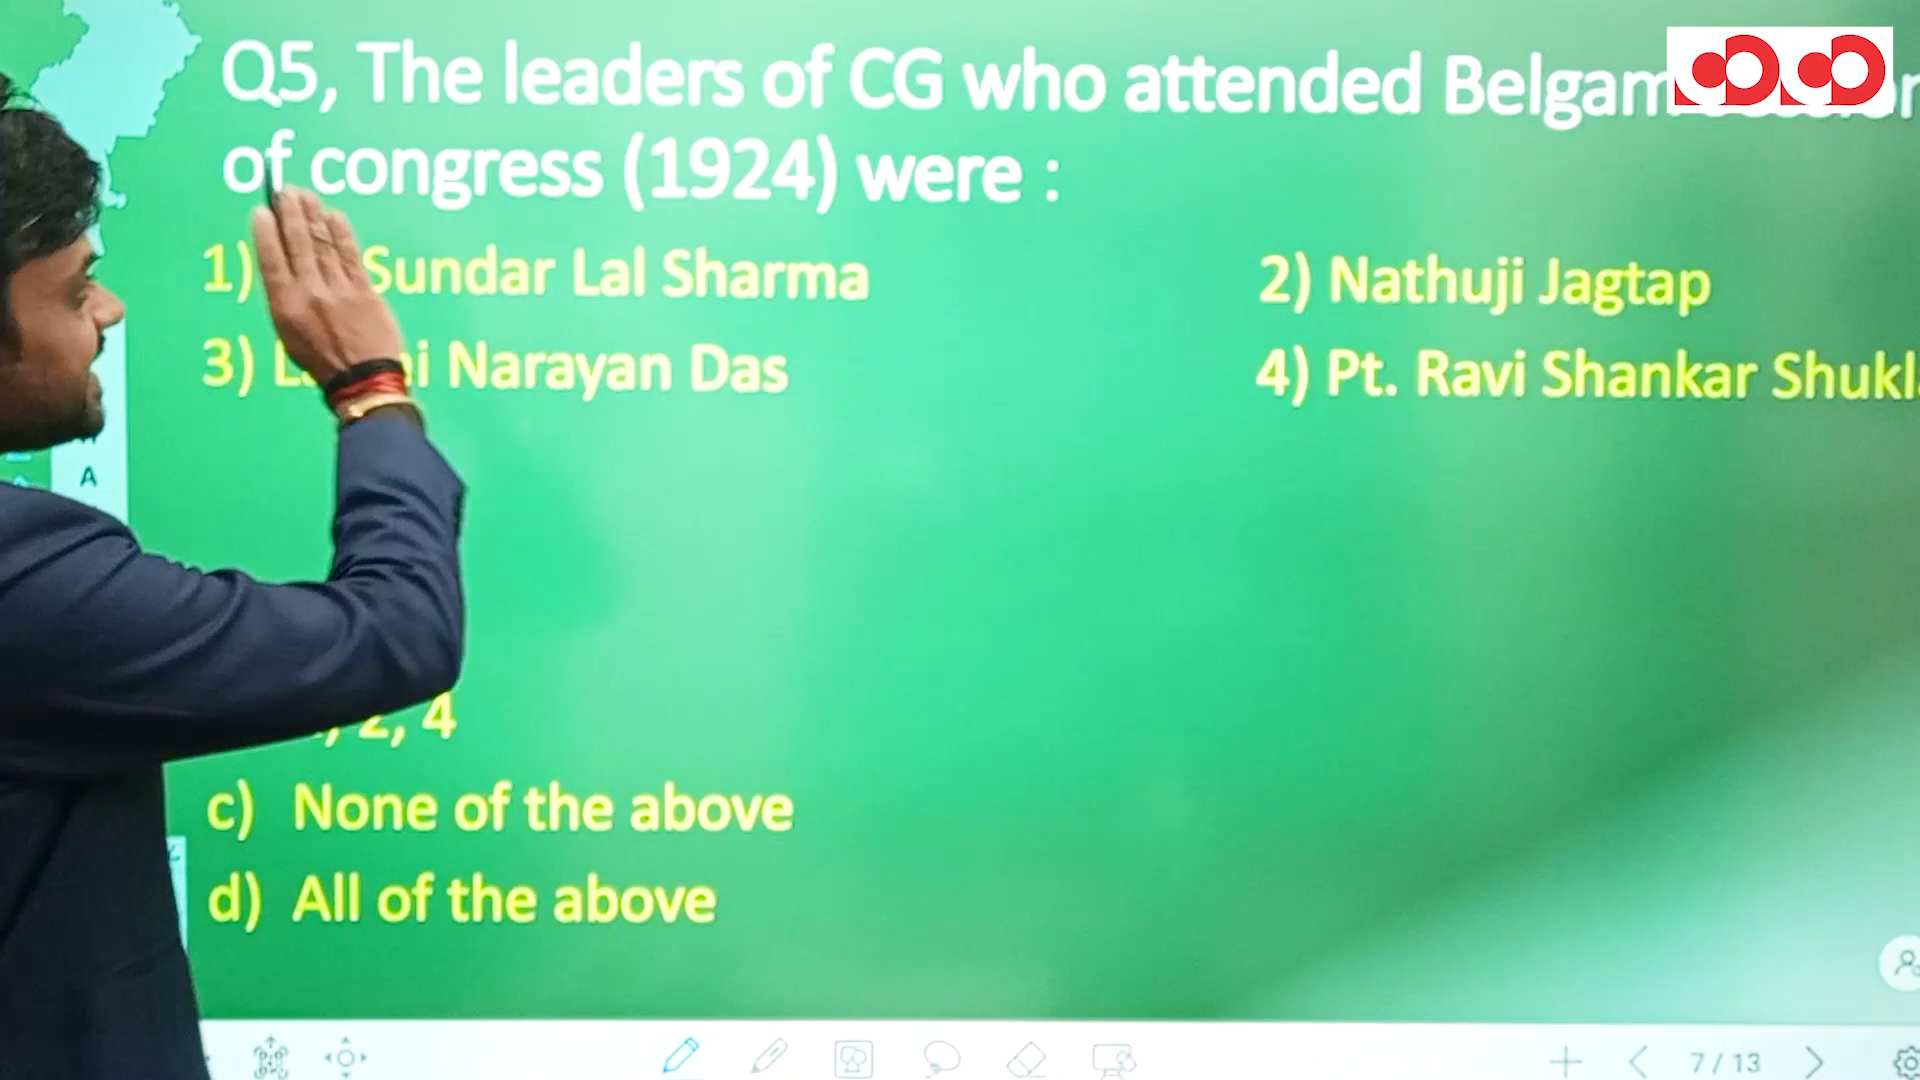 Q5, The leaders of CG who attended Belgam
of congress (1924) were :
1) Sundar Lal Sharma
2) Nathuji Jagtap
3) Narayan Das
4) Pt. Ravi Shankar Shukl
A
2, 4
c) None of the above
d) All of the above
7 / 13